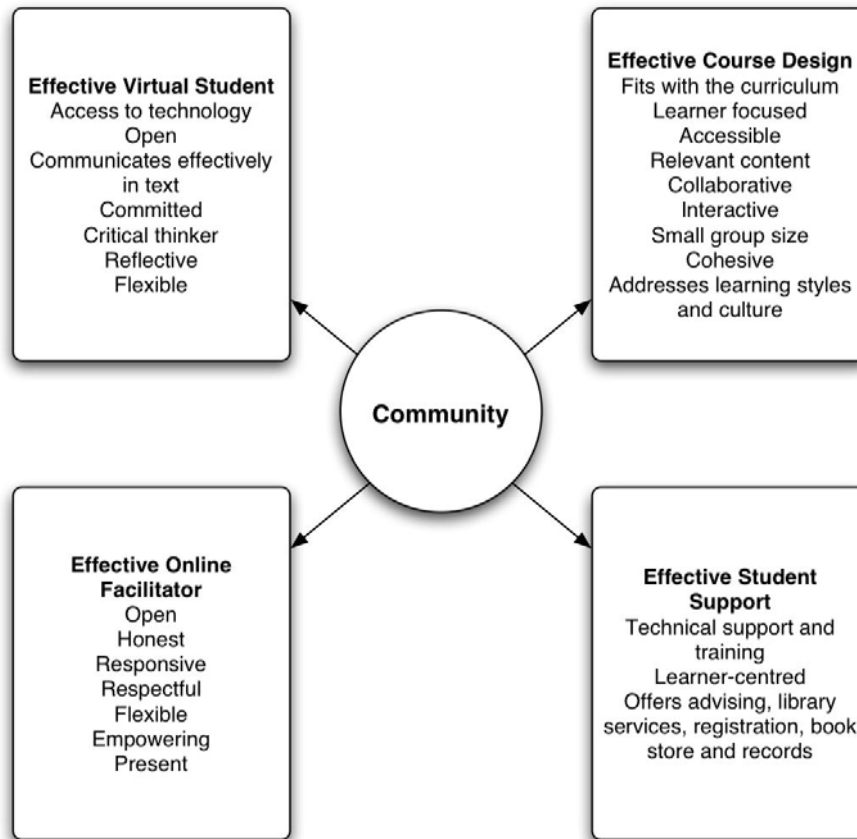 Effective Virtual Student
Access to technology
Open
Communicates effectively
in text
Committed
Critical thinker
Reflective
Flexible
Effective Course Design
Fits with the curriculum
Learner focused
Accessible
Relevant content
Collaborative
Interactive
Small group size
Cohesive
Addresses learning styles
and culture
Community
Effective Online
Facilitator
Open
Honest
Responsive
Respectful
Flexible
Empowering
Present
Effective Student
Support
Technical support and
training
Learner-centred
Offers advising, library
services, registration, book
store and records